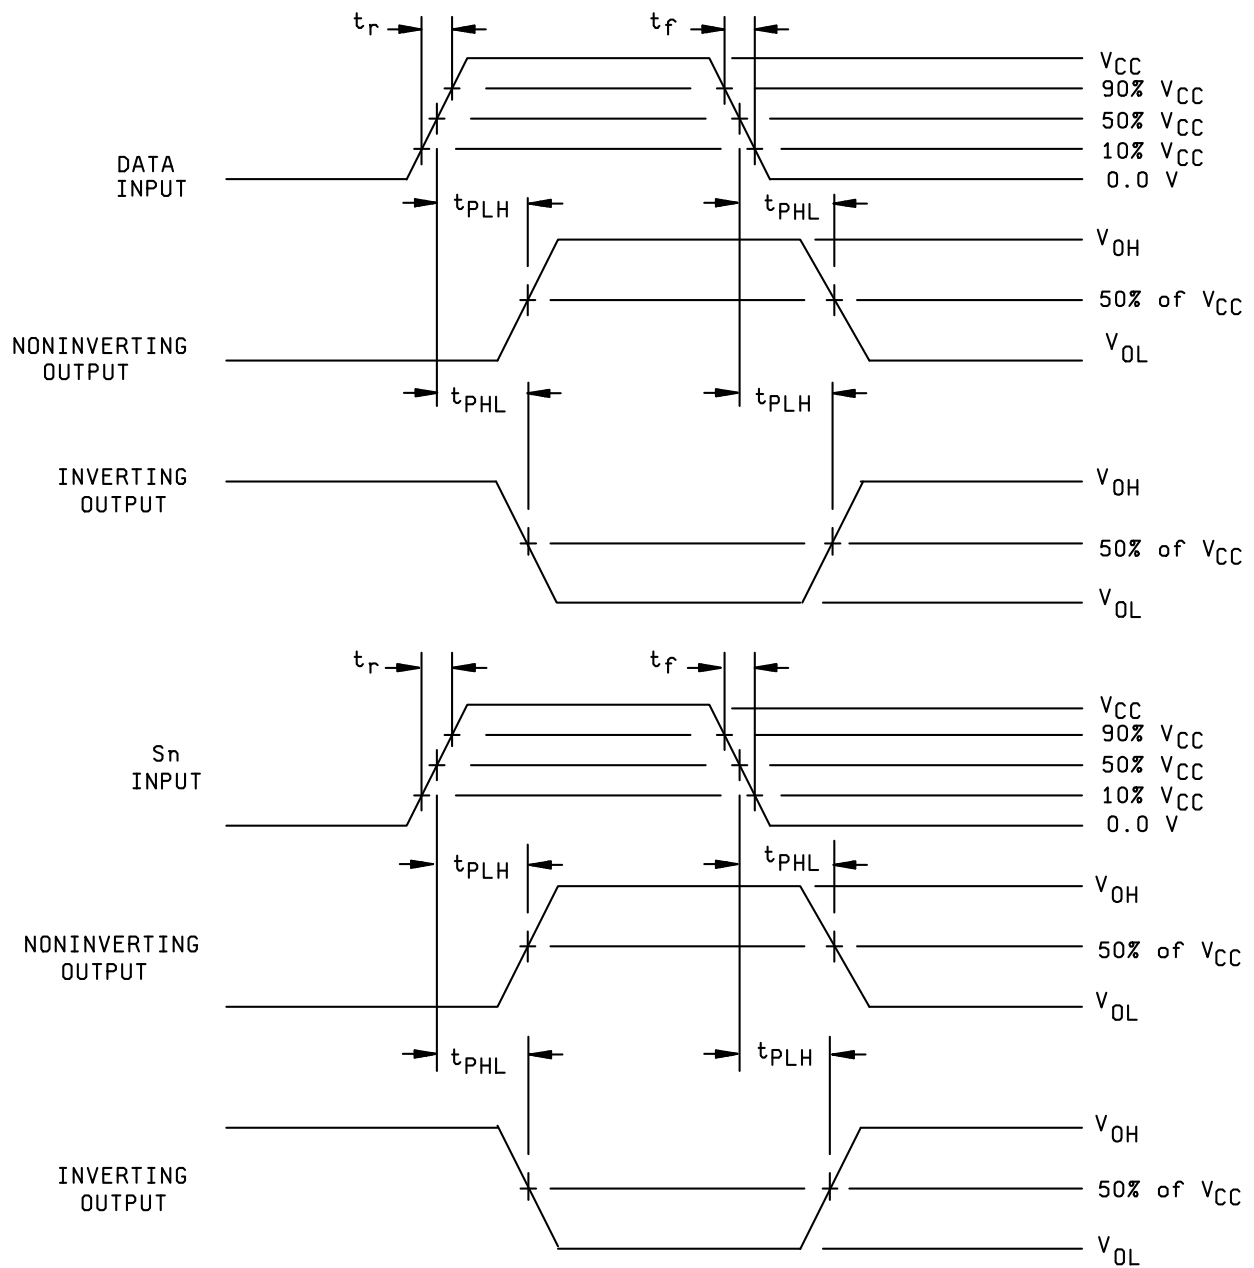 tr
tf
VCC
90% VCC
50% VCC
10% VCC
0.0 V
DATA
INPUT
tPLH
tPHL
VOH
50% of VCC
NONINVERTING
OUTPUT
VOL
tPHL
tPLH
INVERTING
OUTPUT
VOH
50% of VCC
VOL
tr
tf
VCC
90% VCC
50% VCC
10% VCC
0.0 V
Sn
INPUT
tPLH
tPHL
VOH
50% of VCC
NONINVERTING
OUTPUT
VOL
tPHL
tPLH
VOH
INVERTING
OUTPUT
50% of VCC
VOL